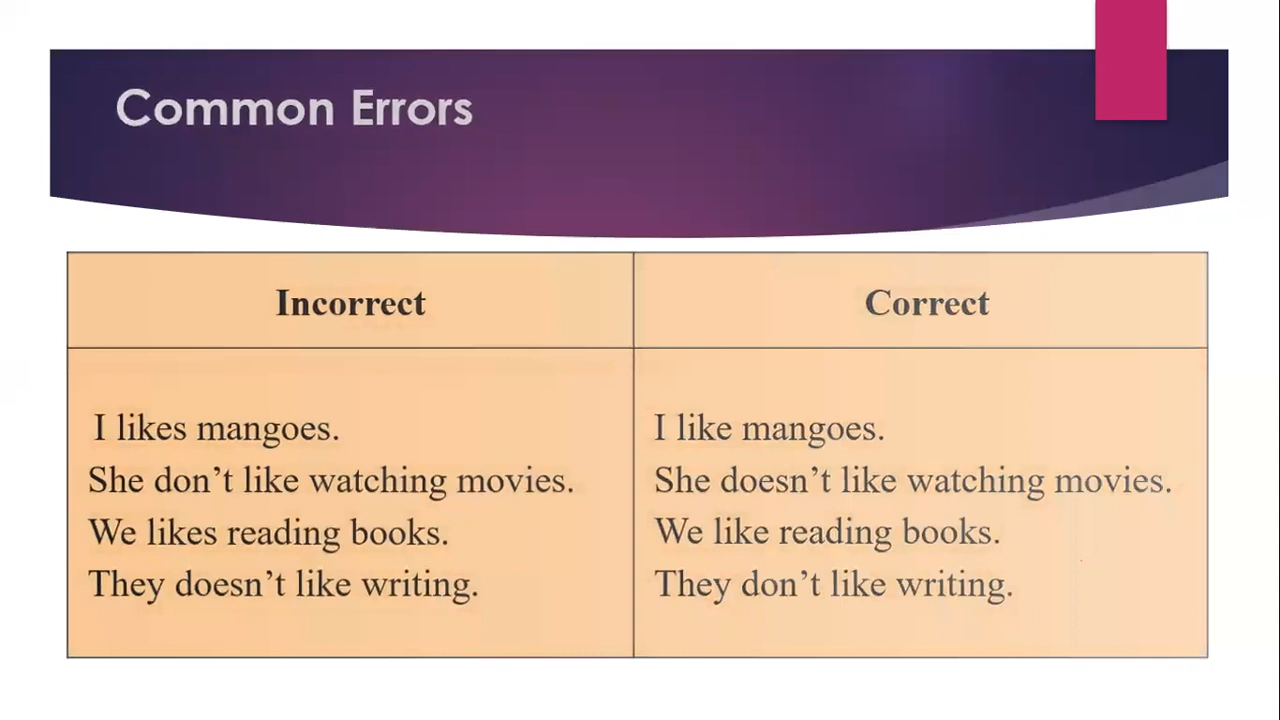 Common Errors
Incorrect
Correct
I likes mangoes.
She don’t like watching movies.
We likes reading books.
They doesn’t like writing.
I like mangoes.
She doesn’t like watching movies.
We like reading books.
They don’t like writing.